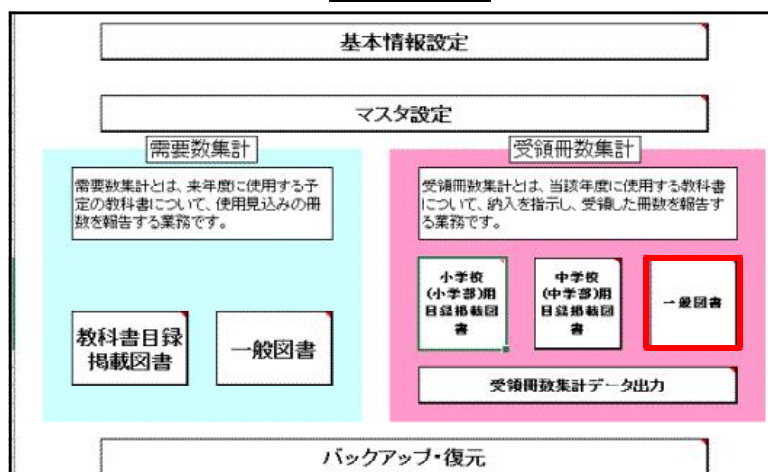 基本情報設定
マスタ設定
需要数集計
需要数集計とは、来年度に使用する予
定の教科書について、使用見込みの冊
数を報告する業務です。
教科書目録
掲載図書
一般図書
受領冊数集計
受領冊数集計とは、当該年度に使用する教科書
について、納入を指示し、受領した冊数を報告す
る業務です。
小学校
(小学部)用
目録掲載図
書
中学校
(中学部)用
目録掲載図
書
一般図書
受領冊数集計データ出力
バックアップ・復元